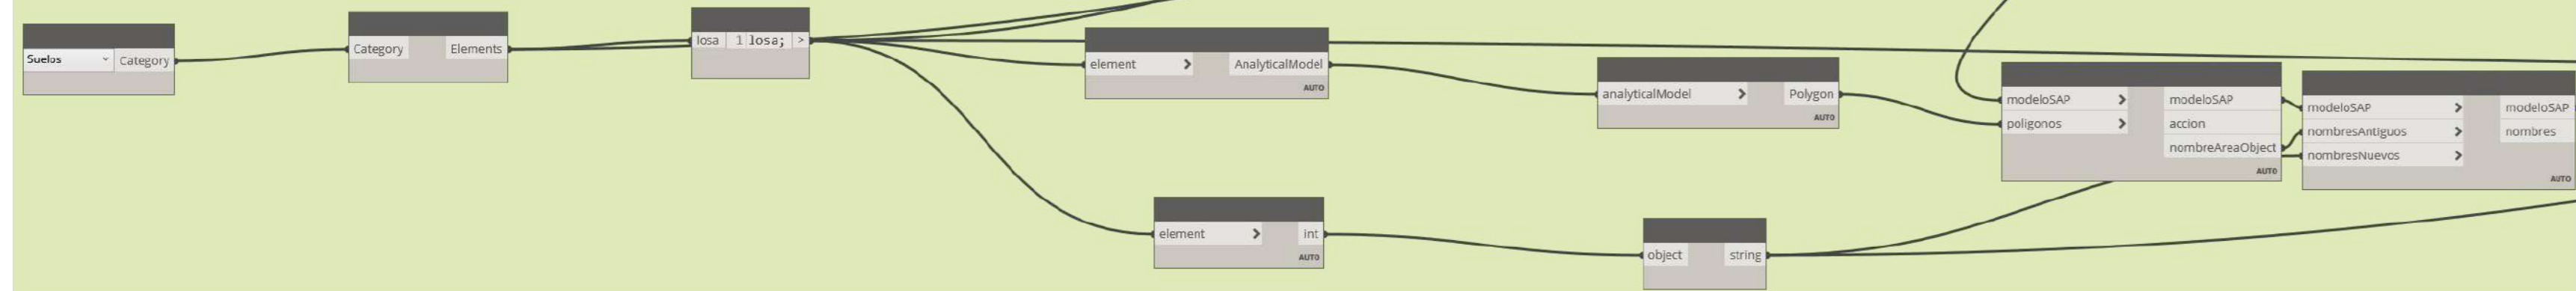 Suelos Category
Category Elements
losa 1 losa; >
element > AnalyticalModel
AUTO
analyticalModel > Polygon
AUTO
modeloSAP > modeloSAP
poligonos > accion
nombreAreaObject
AUTO
modeloSAP > modeloSAP
nombresAntiguos > nombres
nombresNuevos >
AUTO
element > int
AUTO
object string